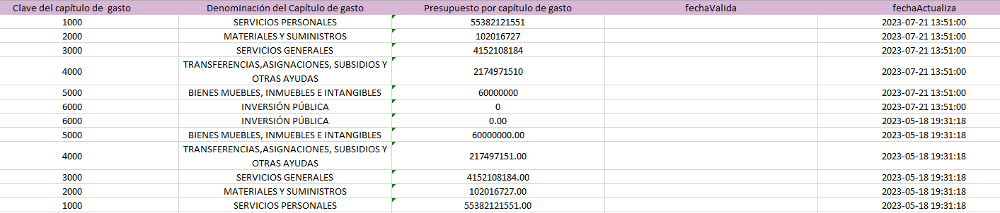 Clave del capítulo de gasto Denominación del Capítulo de gasto Presupuesto por capítulo de gasto fechaValida fechaActualiza
1000 SERVICIOS PERSONALES 55382121551 2023-07-21 13:51:00
2000 MATERIALES Y SUMINISTROS 102016727 2023-07-21 13:51:00
3000 SERVICIOS GENERALES 4152108184 2023-07-21 13:51:00
TRANSFERENCIAS,ASIGNACIONES, SUBSIDIOS Y
4000 2174971510 2023-07-21 13:51:00
OTRAS AYUDAS
5000 BIENES MUEBLES, INMUEBLES E INTANGIBLES 60000000 2023-07-21 13:51:00
6000 INVERSIÓN PÚBLICA 0 2023-07-21 13:51:00
6000 INVERSIÓN PÚBLICA 0.00 2023-05-18 19:31:18
5000 BIENES MUEBLES, INMUEBLES E INTANGIBLES 60000000.00 2023-05-18 19:31:18
TRANSFERENCIAS,ASIGNACIONES, SUBSIDIOS Y
4000 217497151.00 2023-05-18 19:31:18
OTRAS AYUDAS
3000 SERVICIOS GENERALES 4152108184.00 2023-05-18 19:31:18
2000 MATERIALES Y SUMINISTROS 102016727.00 2023-05-18 19:31:18
1000 SERVICIOS PERSONALES 55382121551.00 2023-05-18 19:31:18